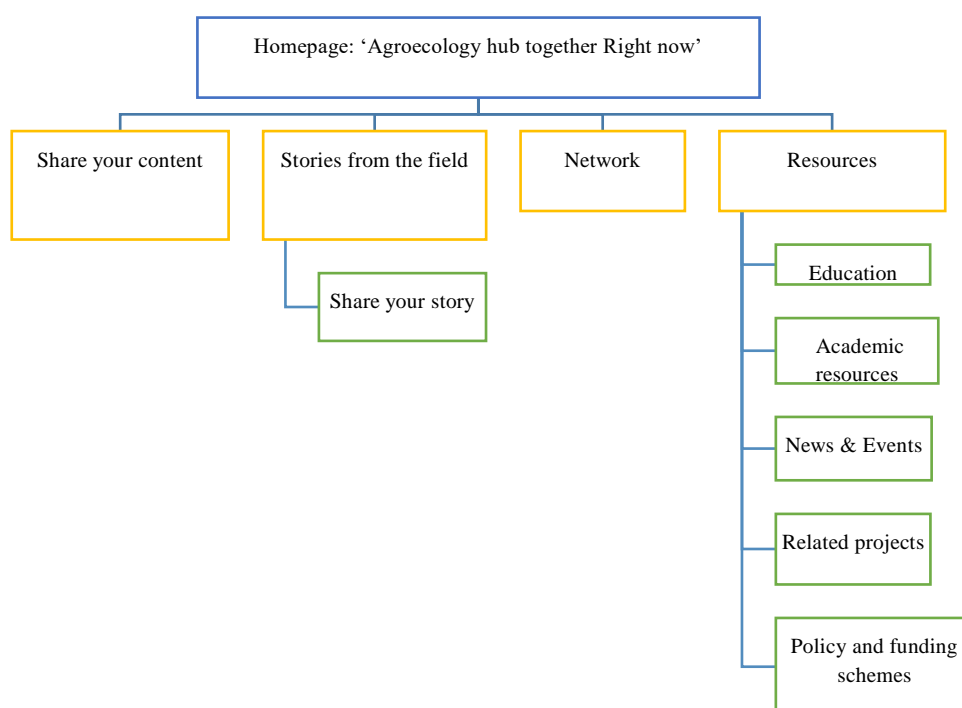 Homepage: ‘Agroecology hub together Right now’
Share your content
Stories from the field
Network
Resources
Share your story
Education
Academic
resources
News & Events
Related projects
Policy and funding
schemes